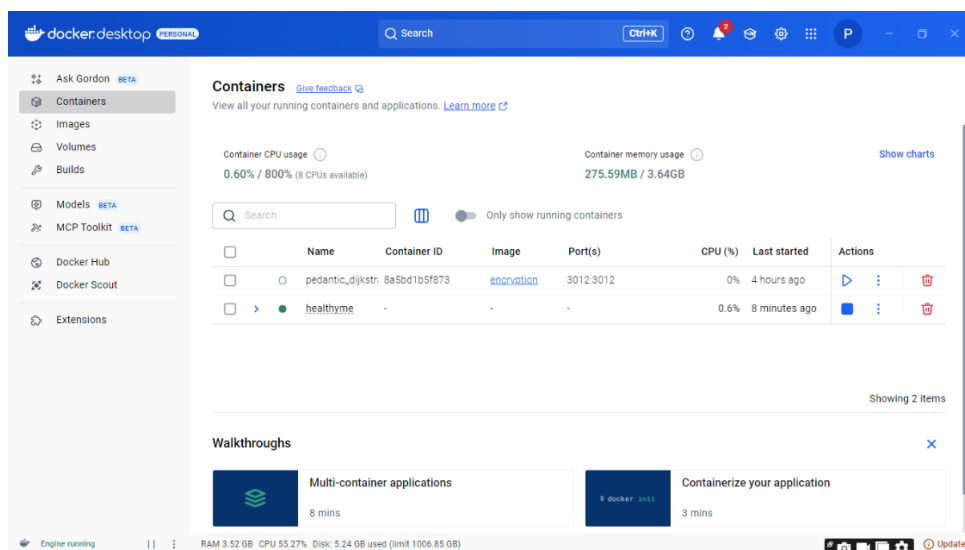 docker.desktop PERSONAL
Search Ctrl+K
2
P
Ask Gordon BETA
Containers
Images
Volumes
Builds
Models BETA
MCP Toolkit BETA
Docker Hub
Docker Scout
Extensions
Containers Give feedback
View all your running containers and applications. Learn more
Container CPU usage
0.60% / 800% (8 CPUs available)
Container memory usage
275.59MB / 3.64GB
Show charts
Search
Only show running containers
Name Container ID Image Port(s) CPU (%) Last started Actions
pedantic_dijkstr 8a5bd1b5f873 encryption 3012:3012 0% 4 hours ago
healthyme - - - 0.6% 8 minutes ago
Showing 2 items
Walkthroughs
Multi-container applications
8 mins
$ docker init
Containerize your application
3 mins
Engine running
RAM 3.52 GB CPU 55.27% Disk: 5.24 GB used (limit 1006.85 GB)
Update